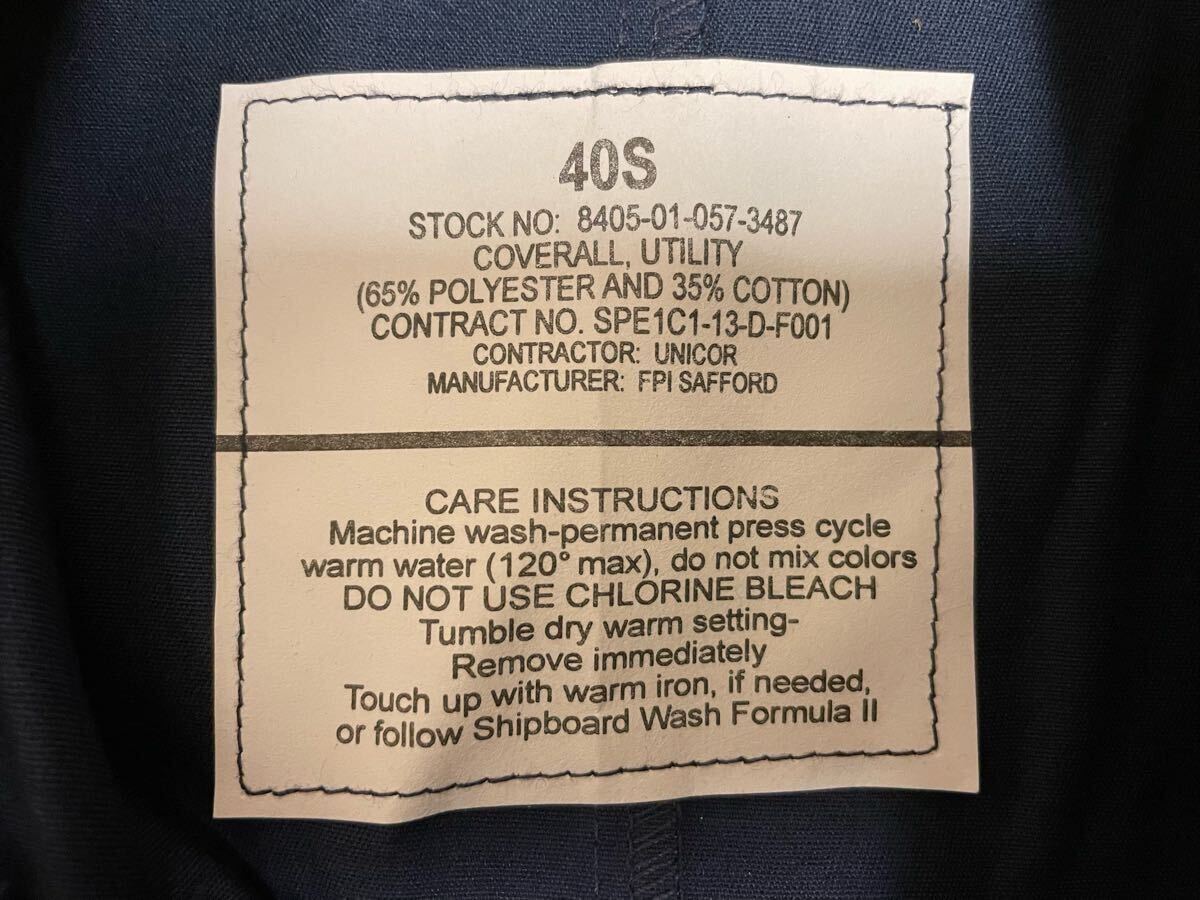 40S
STOCK NO: 8405-01-057-3487
COVERALL, UTILITY
(65% POLYESTER AND 35% COTTON)
CONTRACT NO. SPE1C1-13-D-F001
CONTRACTOR: UNICOR
MANUFACTURER: FPI SAFFORD
CARE INSTRUCTIONS
Machine wash-permanent press cycle
warm water (120° max), do not mix colors
DO NOT USE CHLORINE BLEACH
Tumble dry warm setting-
Remove immediately
Touch up with warm iron, if needed,
or follow Shipboard Wash Formula II